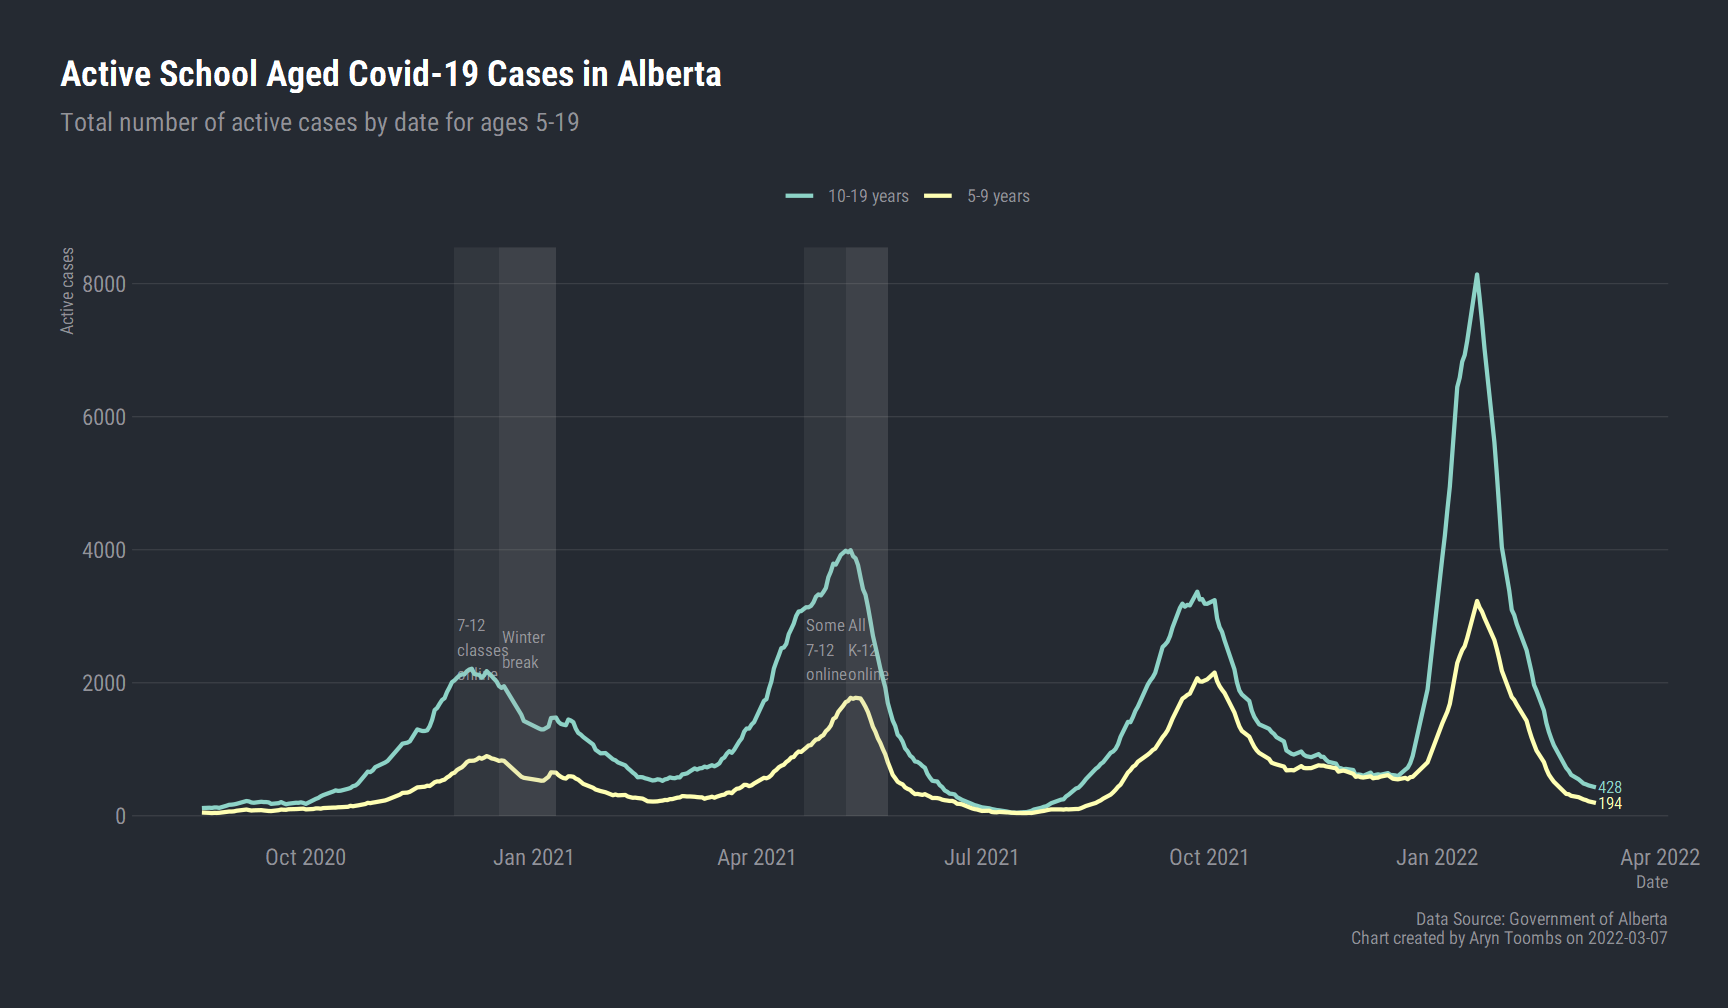 Active School Aged Covid-19 Cases in Alberta
Total number of active cases by date for ages 5-19
10-19 years
5-9 years
Active cases
8000
6000
4000
2000
0
7-12
classes
online
Winter
break
Some
7-12
online
All
K-12
online
428
194
Oct 2020
Jan 2021
Apr 2021
Jul 2021
Oct 2021
Jan 2022
Apr 2022
Date
Data Source: Government of Alberta
Chart created by Aryn Toombs on 2022-03-07